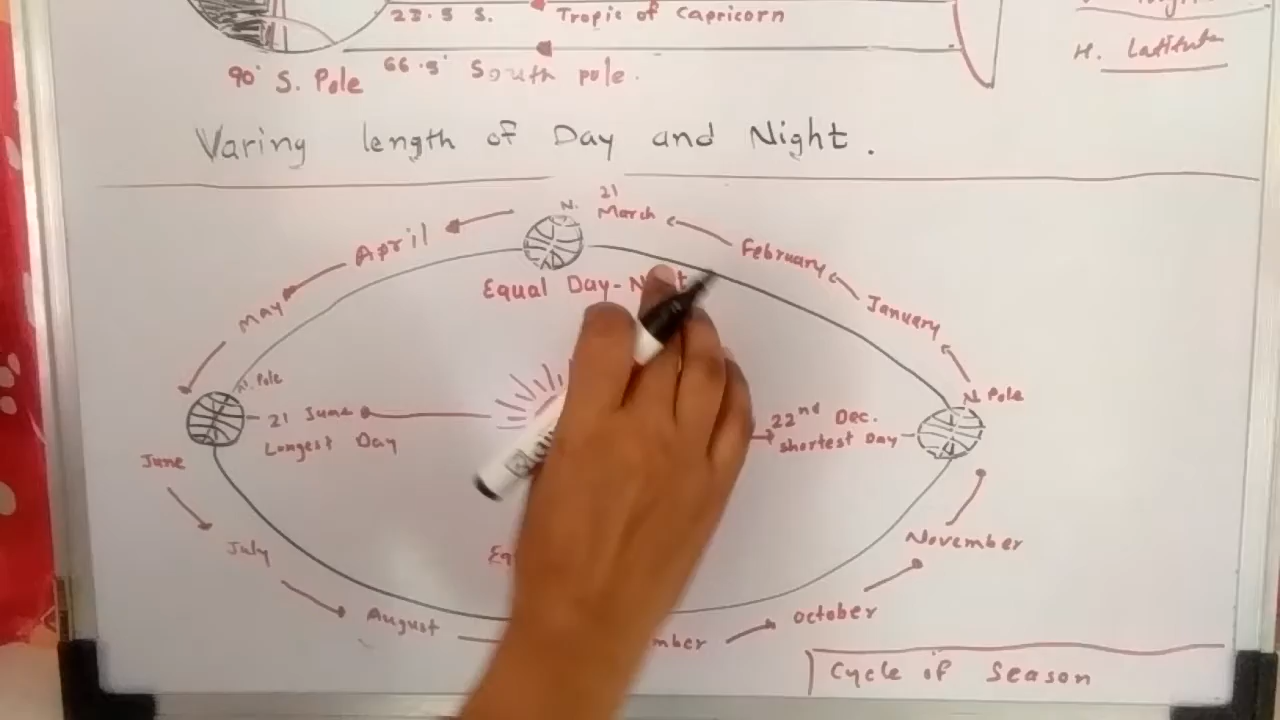 23.5 S.
Tropic of Capricorn
90° S. Pole
66.5° South pole.
H. Latitute
Varing length of Day and Night.
N.
21
March
February
January
April
May
Equal Day-
N. Pole
21 June
Longest Day
22nd Dec.
shortest Day
N Pole
June
July
August
October
November
Cycle of Season